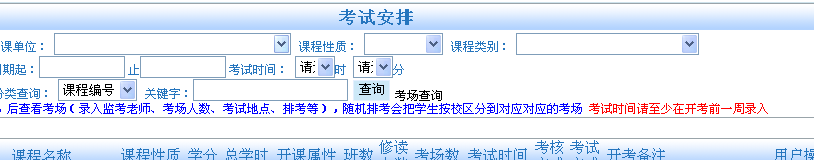 考试安排
课单位： 课程性质： 课程类别：
期起： 止 考试时间： 请 时 请 分
分类查询： 课程编号 关键字： 查询 考场查询
，后查看考场（录入监考老师、考场人数、考试地点、排考等），随机排考会把学生按校区分到对应对应的考场 考试时间请至少在开考前一周录入
课程名称 课程性质 学分 总学时 开课属性 班数 修读 考场数 考试时间 考核 考试 开考备注 用户操